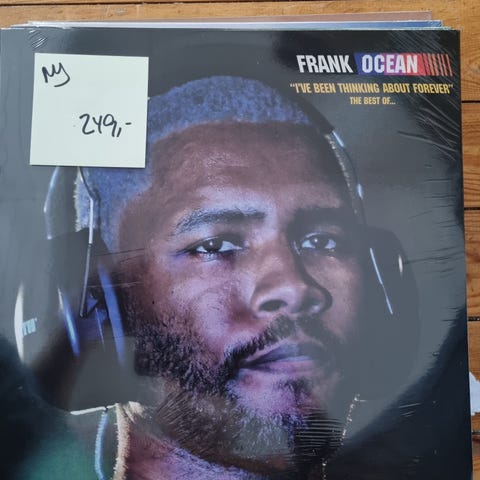 Ny
249,-
FRANK OCEAN
"I'VE BEEN THINKING ABOUT FOREVER"
THE BEST OF...